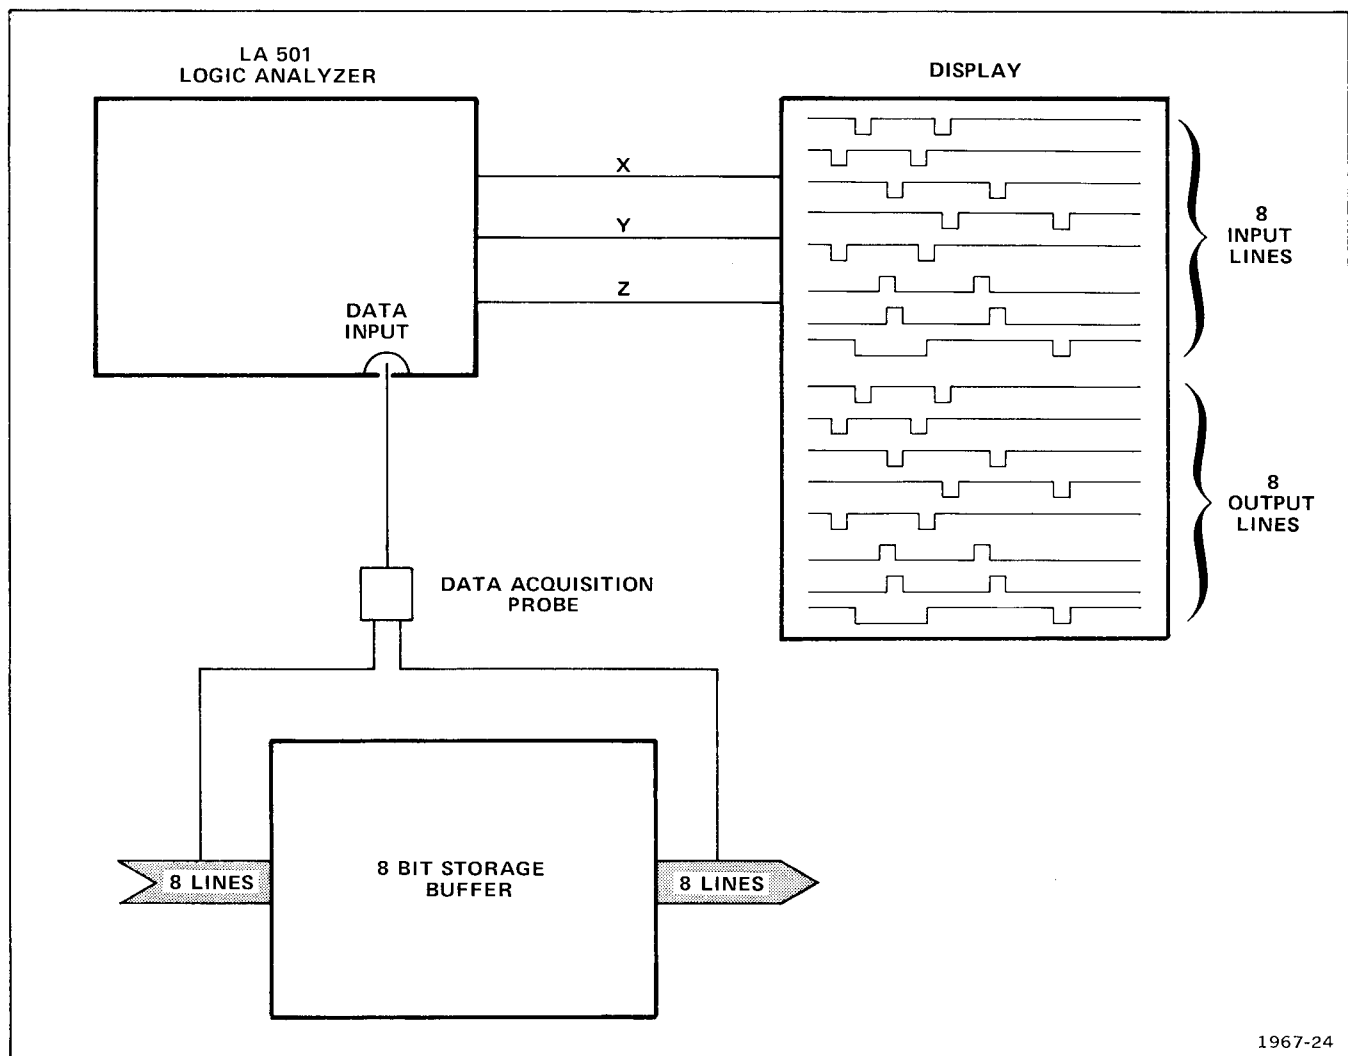 LA 501
LOGIC ANALYZER
DISPLAY
X
Y
Z
DATA
INPUT
8
INPUT
LINES
8
OUTPUT
LINES
DATA ACQUISITION
PROBE
8 LINES
8 BIT STORAGE
BUFFER
8 LINES
1967-24